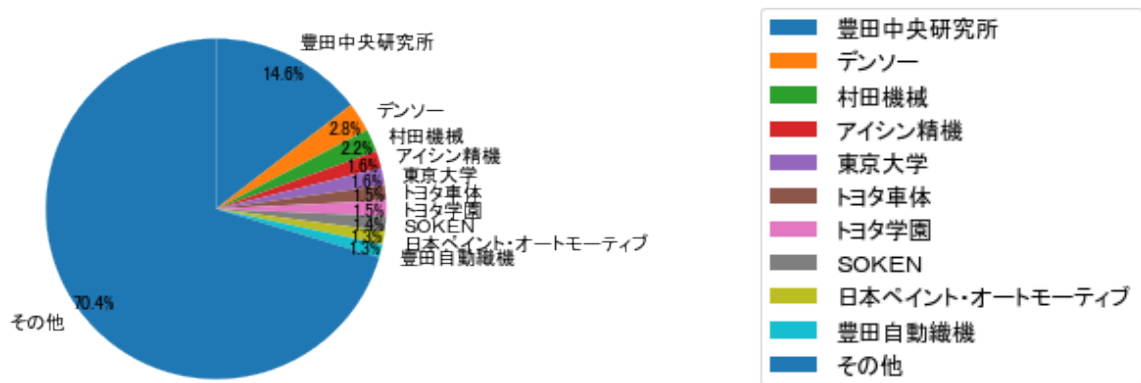 豊田中央研究所
14.6%
デンソー
2.8%
村田機械
2.2%
アイシン精機
1.6%
東京大学
1.6%
トヨタ車体
1.5%
トヨタ学園
1.5%
SOKEN
1.4%
日本ペイント・オートモーティブ
1.3%
豊田自動織機
1.3%
その他
70.4%
豊田中央研究所
デンソー
村田機械
アイシン精機
東京大学
トヨタ車体
トヨタ学園
SOKEN
日本ペイント・オートモーティブ
豊田自動織機
その他